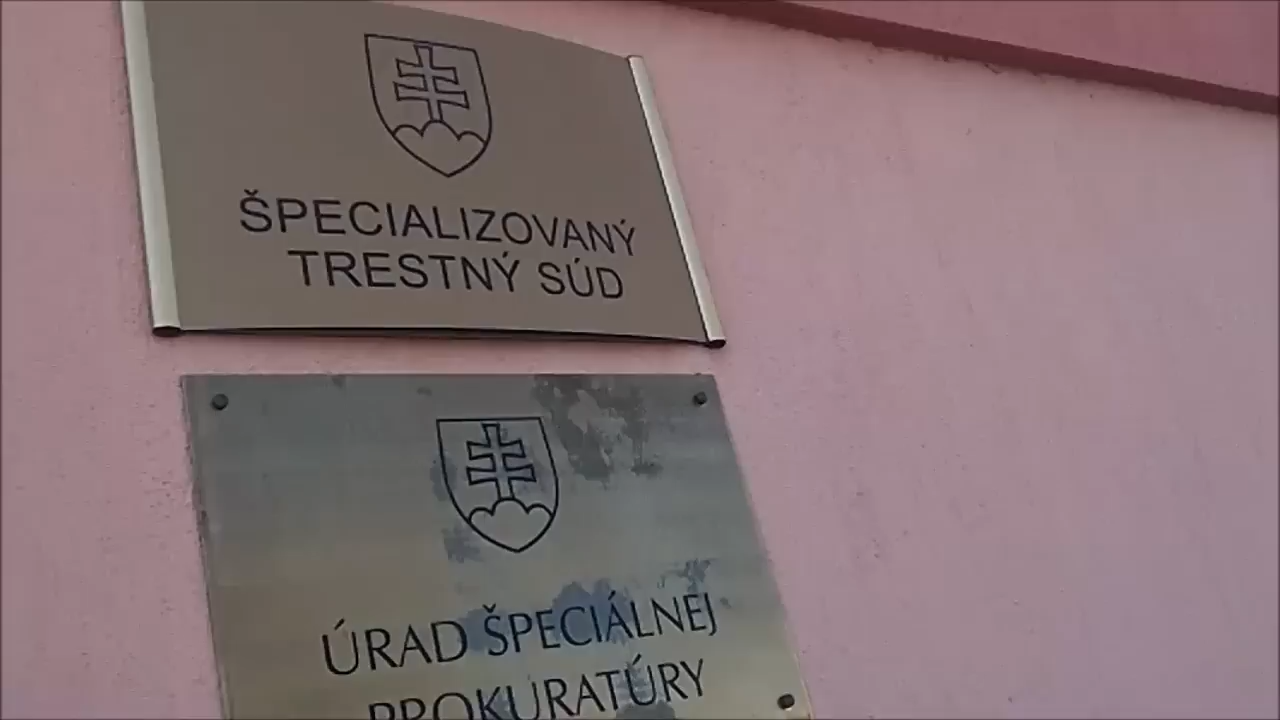 ŠPECIALIZOVANÝ
TRESTNÝ SÚD
ÚRAD ŠPECIÁLNEJ
PROKURATÚRY